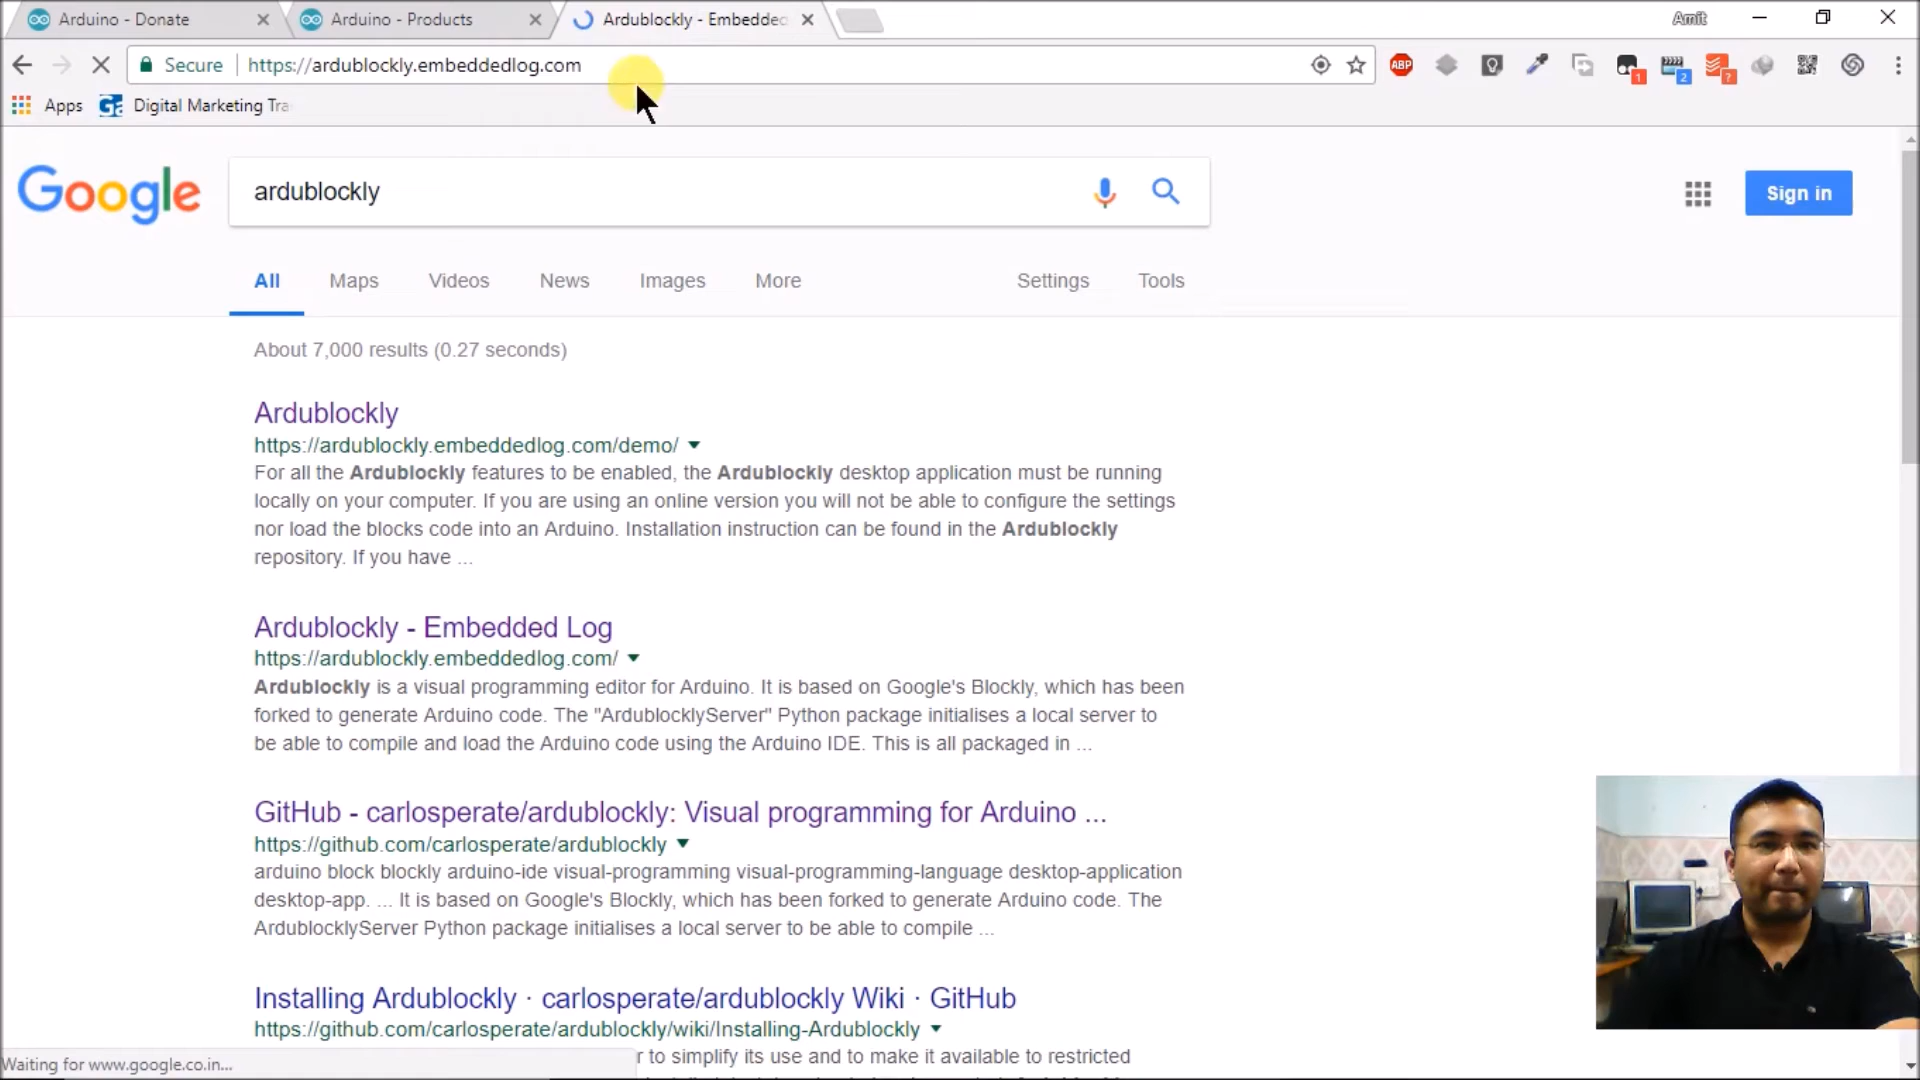 Arduino - Donate
Arduino - Products
Ardublockly - Embedded
Amit
Secure https://ardublockly.embeddedlog.com
ABP
1
2
?
Apps
Digital Marketing Tra
Google
ardublockly
Sign in
All Maps Videos News Images More Settings Tools
About 7,000 results (0.27 seconds)
Ardublockly
https://ardublockly.embeddedlog.com/demo/
For all the Ardublockly features to be enabled, the Ardublockly desktop application must be running
locally on your computer. If you are using an online version you will not be able to configure the settings
nor load the blocks code into an Arduino. Installation instruction can be found in the Ardublockly
repository. If you have ...
Ardublockly - Embedded Log
https://ardublockly.embeddedlog.com/
Ardublockly is a visual programming editor for Arduino. It is based on Google's Blockly, which has been
forked to generate Arduino code. The "ArdublocklyServer" Python package initialises a local server to
be able to compile and load the Arduino code using the Arduino IDE. This is all packaged in ...
GitHub - carlosperate/ardublockly: Visual programming for Arduino ...
https://github.com/carlosperate/ardublockly
arduino block blockly arduino-ide visual-programming visual-programming-language desktop-application
desktop-app. ... It is based on Google's Blockly, which has been forked to generate Arduino code. The
ArdublocklyServer Python package initialises a local server to be able to compile ...
Installing Ardublockly · carlosperate/ardublockly Wiki · GitHub
https://github.com/carlosperate/ardublockly/wiki/Installing-Ardublockly
r to simplify its use and to make it available to restricted
Waiting for www.google.co.in...